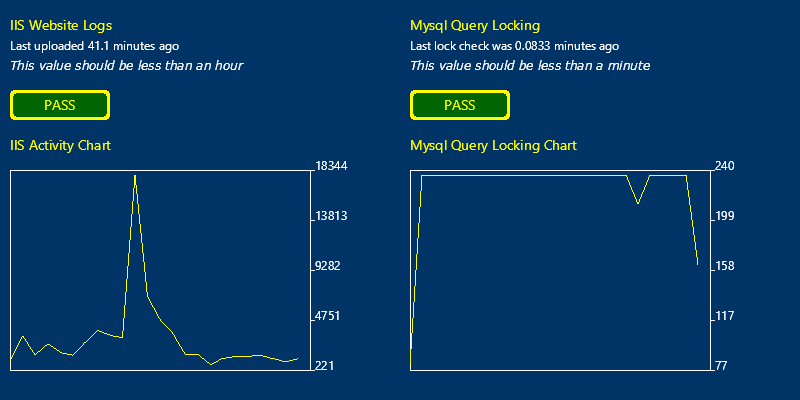 IIS Website Logs
Last uploaded 41.1 minutes ago
This value should be less than an hour
PASS
IIS Activity Chart
18344
13813
9282
4751
221
Mysql Query Locking
Last lock check was 0.0833 minutes ago
This value should be less than a minute
PASS
Mysql Query Locking Chart
240
199
158
117
77